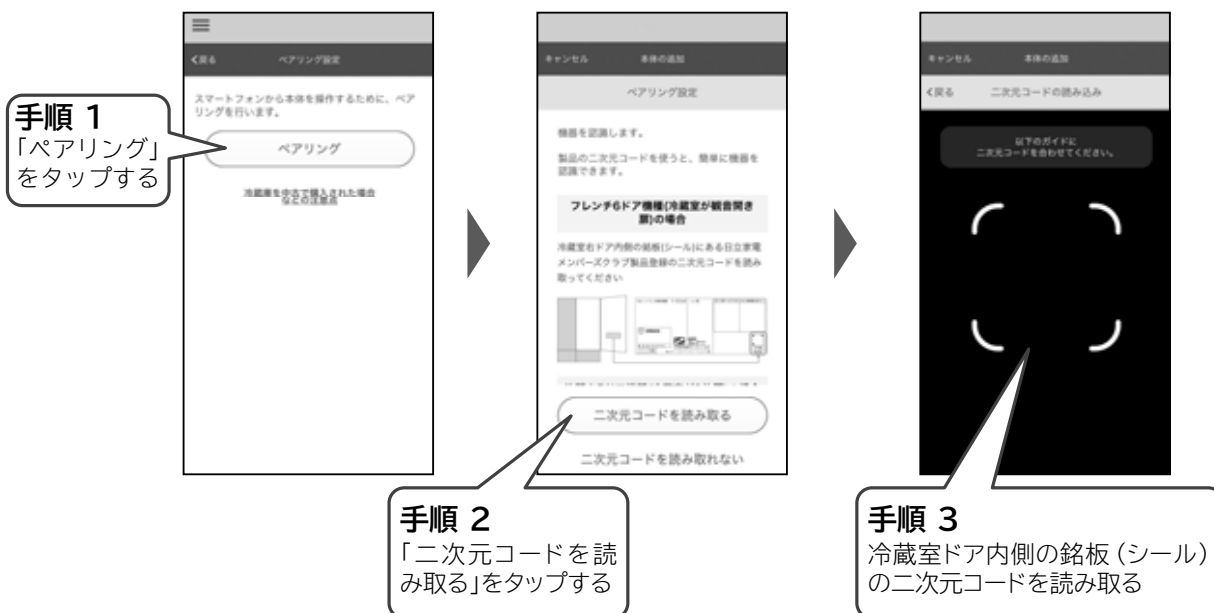 手順 1
「ペアリング」
をタップする
<戻る ペアリング設定
スマートフォンから本体を操作するために、ペア
リングを行います。
ペアリング
冷蔵庫を中古で購入された場合
などの注意点
キャンセル 本体の追加
ペアリング設定
機器を認識します。
製品の二次元コードを使うと、簡単に機器を
認識できます。
フレンチ6ドア機種(冷蔵室が観音開き
扉)の場合
冷蔵室右ドア内側の銘板(シール)にある日立家電
メンバーズクラブ製品登録の二次元コードを読み
取ってください
二次元コードを読み取る
二次元コードを読み取れない
手順 2
「二次元コードを読
み取る」をタップする
キャンセル 本体の追加
<戻る 二次元コードの読み込み
以下のガイドに
二次元コードを合わせてください。
手順 3
冷蔵室ドア内側の銘板（シール）
の二次元コードを読み取る